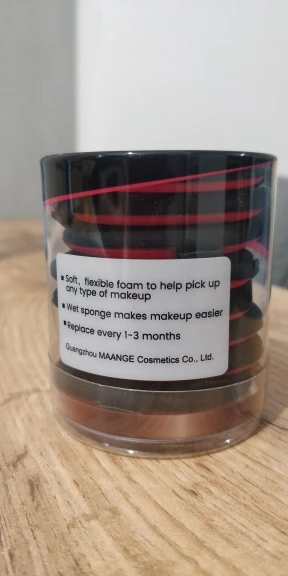 ▪ Soft, flexible foam to help pick up
any type of makeup
▪ Wet sponge makes makeup easier
▪ Replace every 1-3 months
Guangzhou MAANGE Cosmetics Co., Ltd.